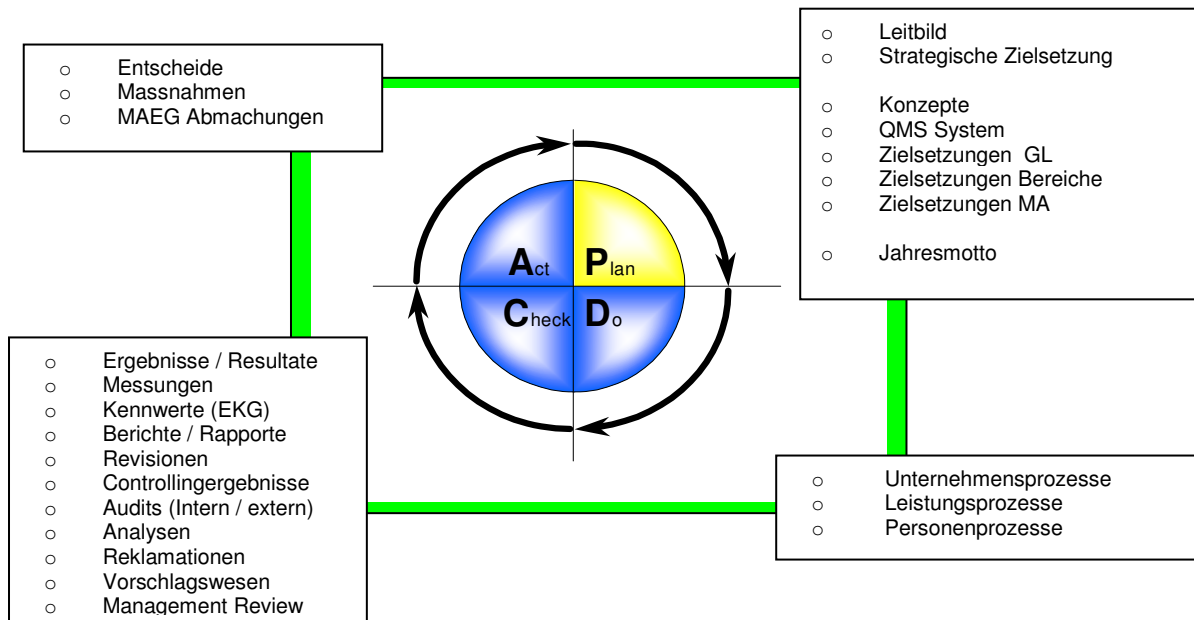 Entscheide
Massnahmen
MAEG Abmachungen
Leitbild
Strategische Zielsetzung
Konzepte
QMS System
Zielsetzungen GL
Zielsetzungen Bereiche
Zielsetzungen MA
Jahresmotto
Act
Plan
Check
Do
Ergebnisse / Resultate
Messungen
Kennwerte (EKG)
Berichte / Rapporte
Revisionen
Controllingergebnisse
Audits (Intern / extern)
Analysen
Reklamationen
Vorschlagswesen
Management Review
Unternehmensprozesse
Leistungsprozesse
Personenprozesse